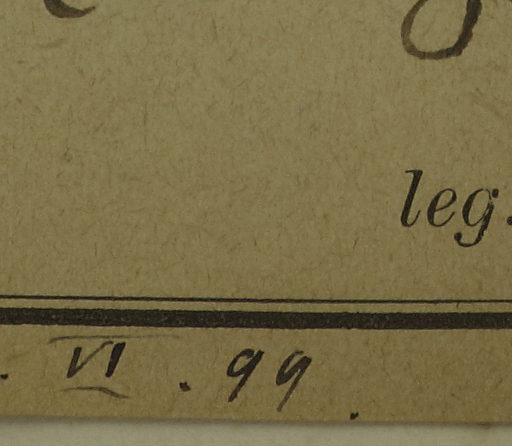 leg.
. VI . 99 .